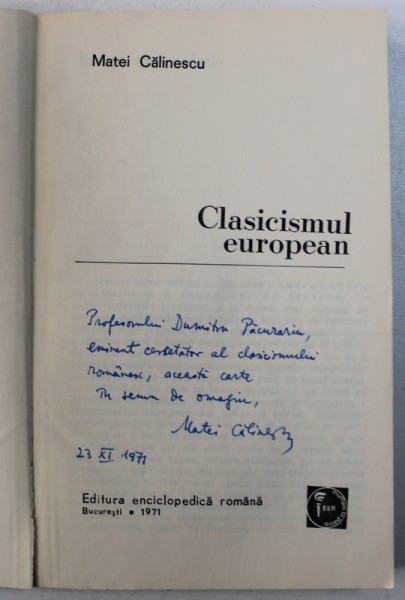 Matei Călinescu
Clasicismul
european
Profesorului Dumitru Păcurariu,
eminent cercetător al clasicismului
românesc, această carte
în semn de omagiu,
Matei Călinescu
23 XI 1971
Editura enciclopedică română
București • 1971
EER